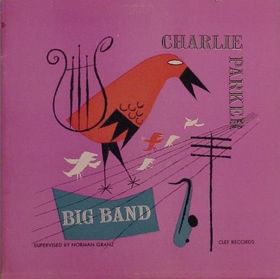 CHARLIE
PARKER
BIG BAND
SUPERVISED BY NORMAN GRANZ
CLEF RECORDS